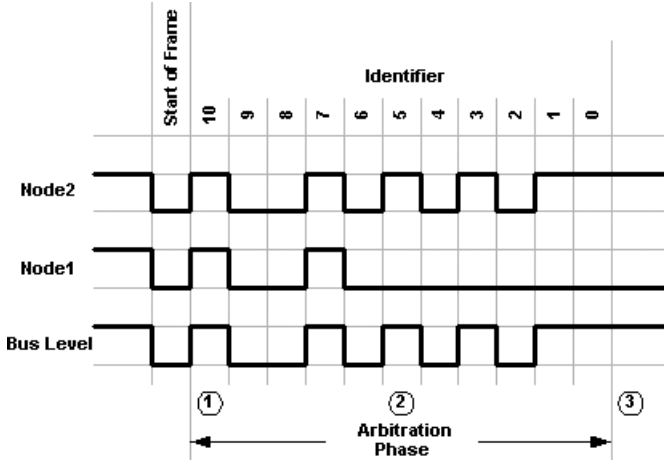 Start of Frame
Identifier
10 9 8 7 6 5 4 3 2 1 0
Node2
Node1
Bus Level
1 2 3
Arbitration
Phase